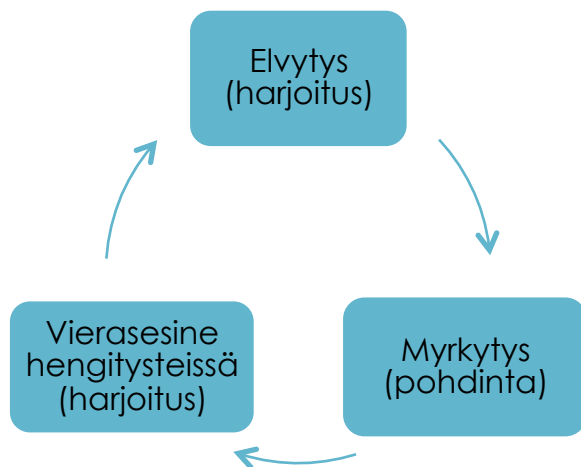 Elvytys
(harjoitus)
Myrkytys
(pohdinta)
Vierasesine
hengitysteissä
(harjoitus)